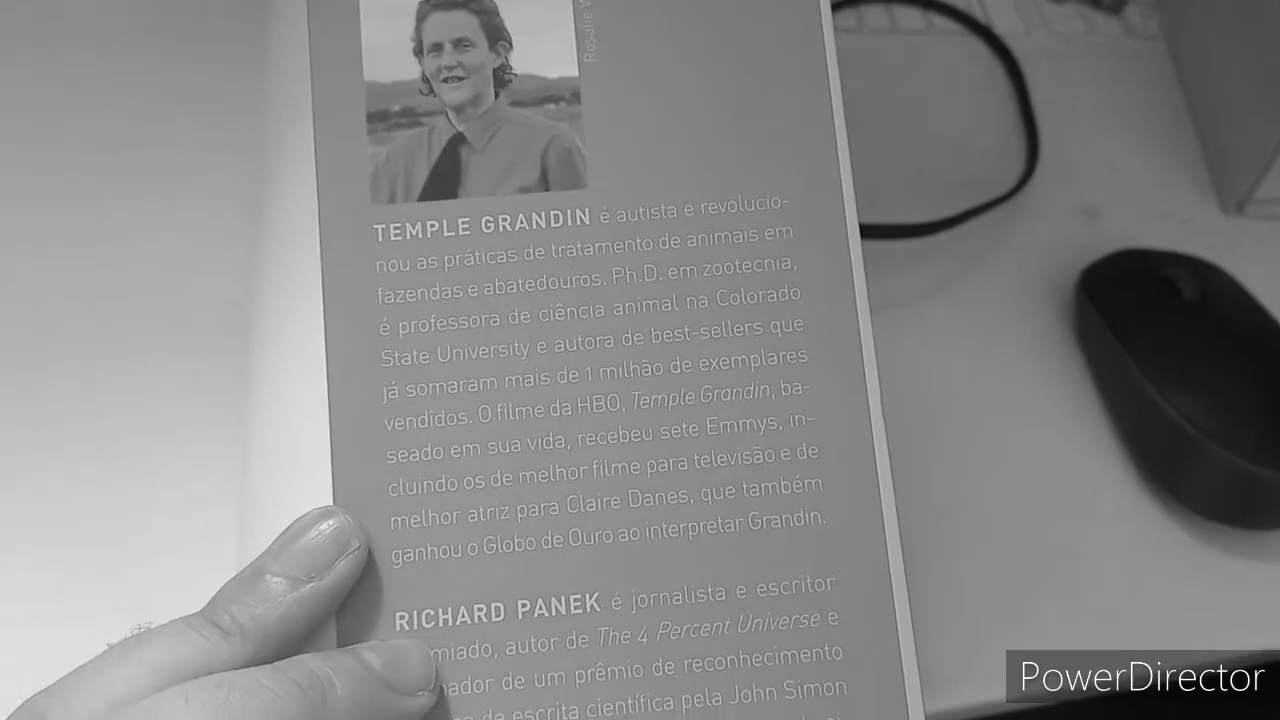 Rosalie
TEMPLE GRANDIN é autista e revolucio-
nou as práticas de tratamento de animais em
fazendas e abatedouros. Ph.D. em zootecnia,
é professora de ciência animal na Colorado
State University e autora de best-sellers que
já somaram mais de 1 milhão de exemplares
vendidos. O filme da HBO, Temple Grandin, ba-
seado em sua vida, recebeu sete Emmys, in-
cluindo os de melhor filme para televisão e de
melhor atriz para Claire Danes, que também
ganhou o Globo de Ouro ao interpretar Grandin.
RICHARD PANEK é jornalista e escritor
miado, autor de The 4 Percent Universe e
ador de um prêmio de reconhecimento
da escrita científica pela John Simon
PowerDirector